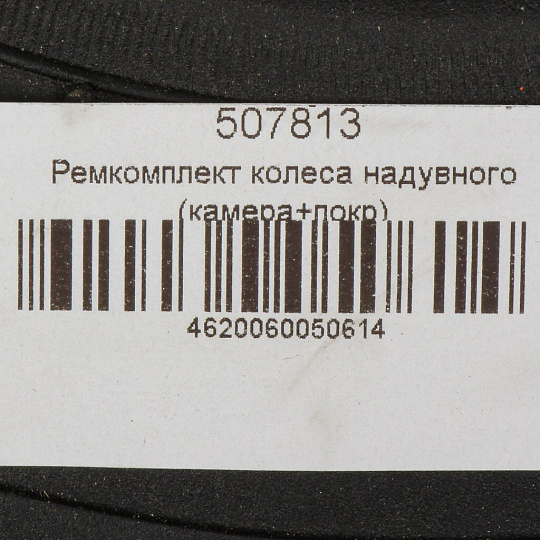 507813
Ремкомплект колеса надувного
(камера+покр)
4620060050614